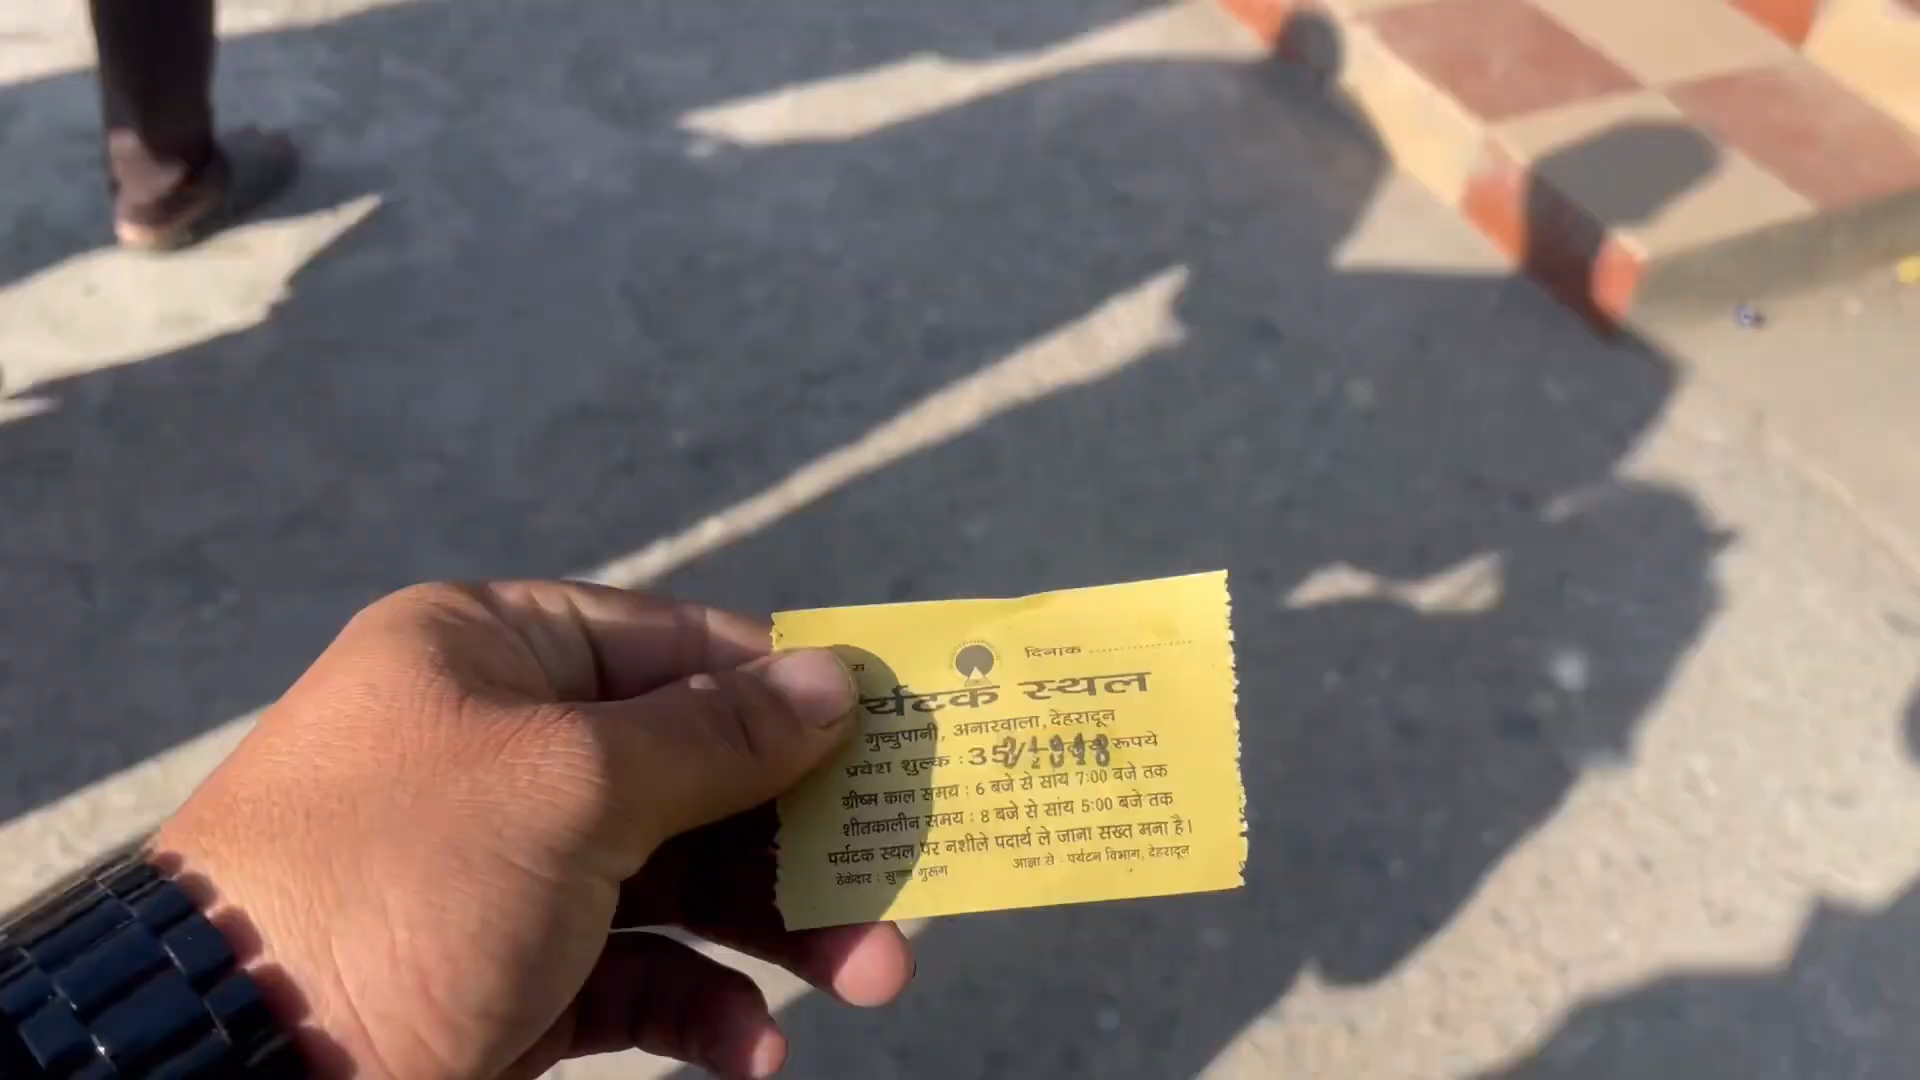 स. दिनाक ....................
र्यटक स्थल
गुच्चुपानी, अनारवाला, देहरादून
प्रवेश शुल्क : 35/- रूपये
ग्रीष्म काल समय : 6 बजे से सांय 7:00 बजे तक
शीतकालीन समय : 8 बजे से सांय 5:00 बजे तक
पर्यटक स्थल पर नशीले पदार्थ ले जाना सख्त मना है।
आज्ञा से - पर्यटन विभाग, देहरादून
ठेकेदार : गुरूंग